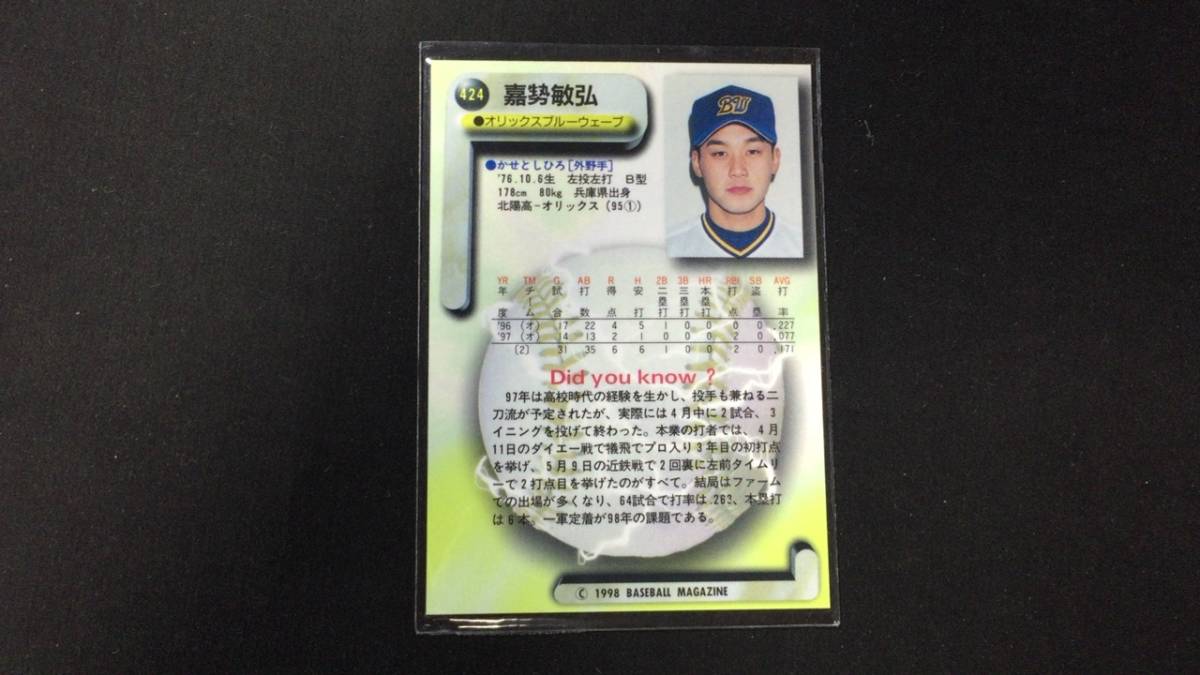 424 嘉勢敏弘
●オリックスブルーウェーブ
BW
●かせとしひろ[外野手]
'76.10.6生 左投左打 B型
178cm 80kg 兵庫県出身
北陽高-オリックス (95①)
YR TM G AB R H 2B 3B HR RBI SB AVG
年度 チーム 試合 打数 得点 安打 二塁打 三塁打 本塁打 打点 盗塁 打率
'96 (オ) 17 22 4 5 1 0 0 0 0 .227
'97 (オ) 14 13 2 1 0 0 0 2 0 .077
[2] 31 35 6 6 1 0 0 2 0 .171
Did you know ?
97年は高校時代の経験を生かし、投手も兼ねる二
刀流が予定されたが、実際には4月中に2試合、3
イニングを投げて終わった。本業の打者では、4月
11日のダイエー戦で犠飛でプロ入り3年目の初打点
を挙げ、5月9日の近鉄戦で2回裏に左前タイムリ
ーで2打点目を挙げたのがすべて。結局はファーム
での出場が多くなり、64試合で打率は.263、本塁打
は6本。一軍定着が98年の課題である。
© 1998 BASEBALL MAGAZINE